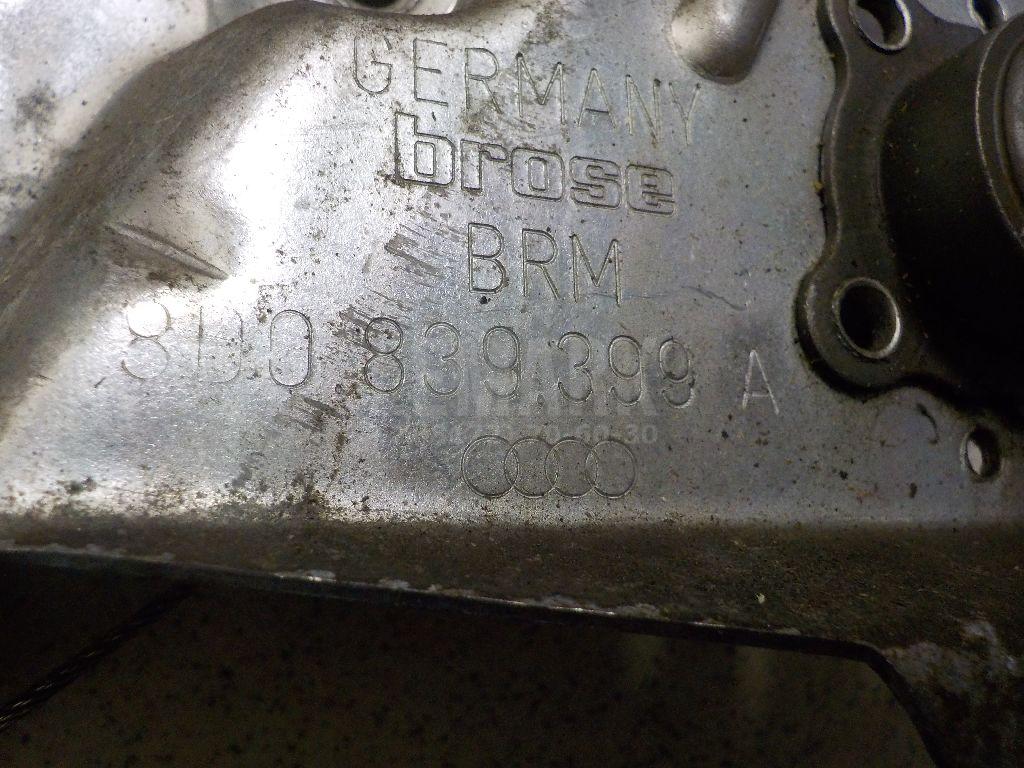 GERMANY
brose
BRM
8D0 839 399 A